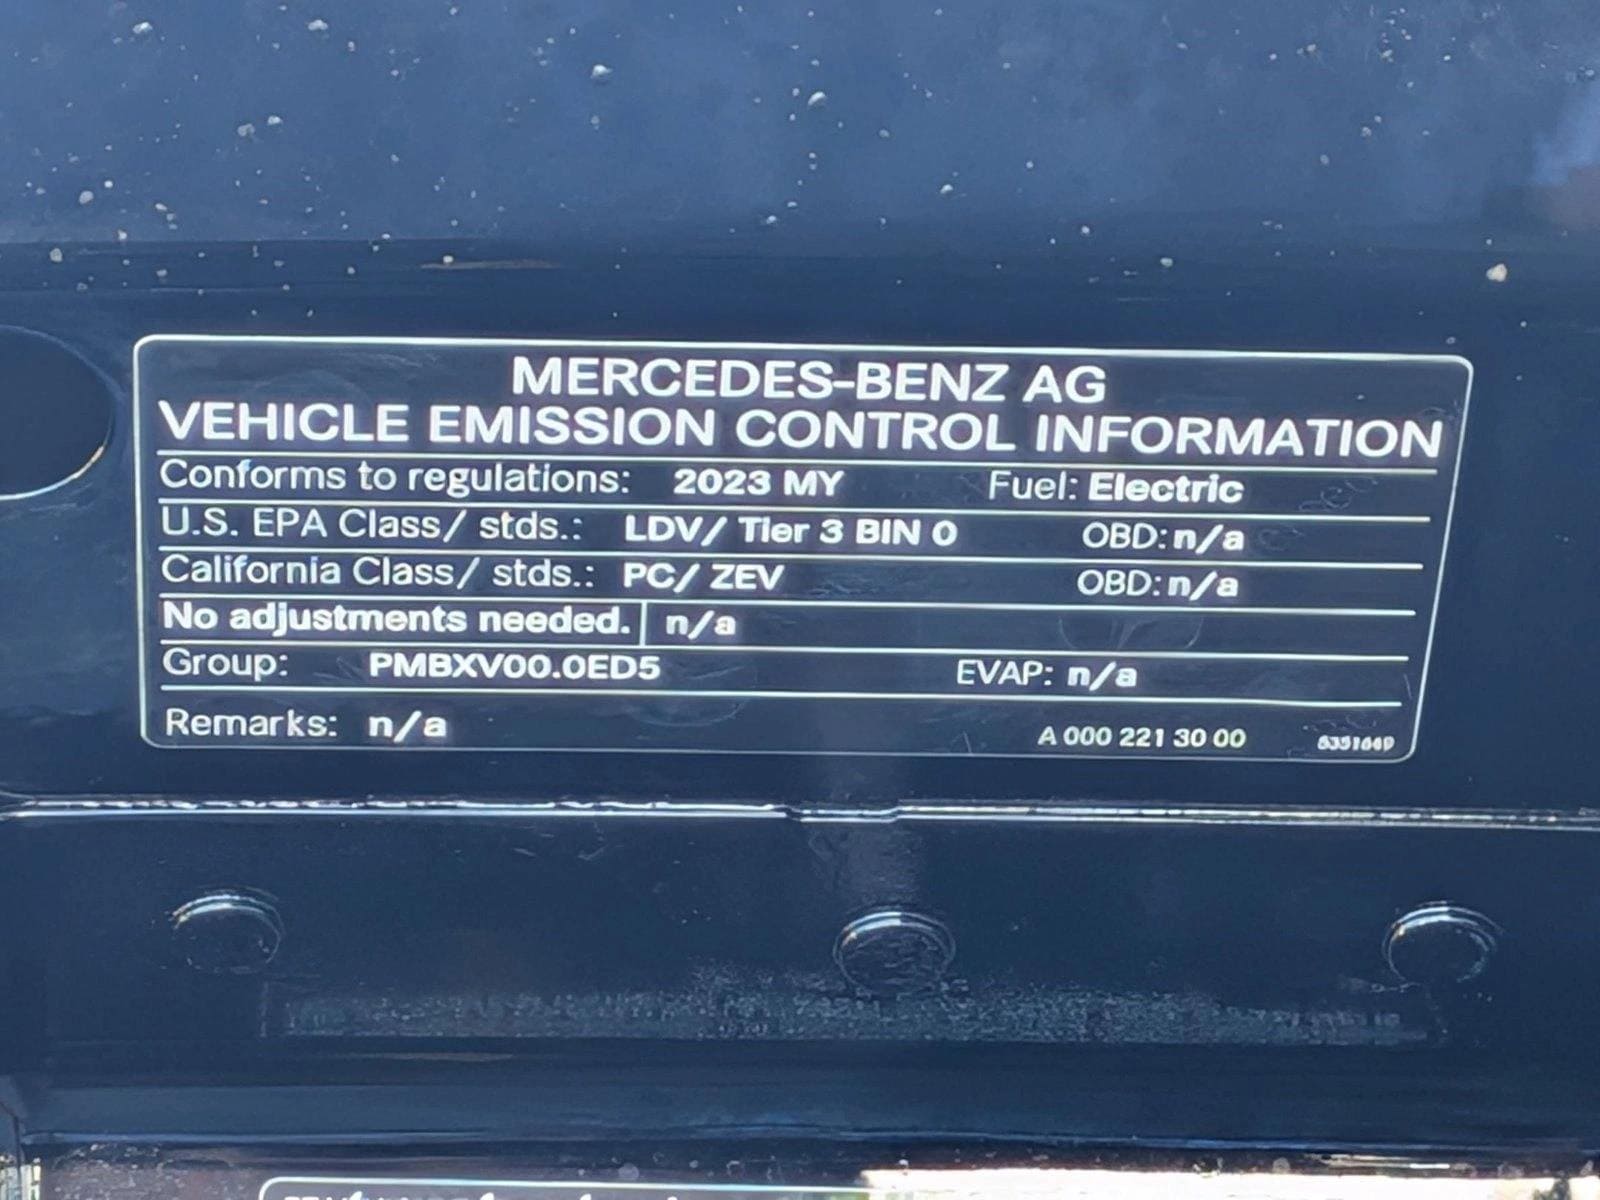 MERCEDES-BENZ AG
VEHICLE EMISSION CONTROL INFORMATION
Conforms to regulations: 2023 MY Fuel: Electric
U.S. EPA Class/ stds.: LDV/ Tier 3 BIN 0 OBD: n/a
California Class/ stds.: PC/ ZEV OBD: n/a
No adjustments needed. n/a
Group: PMBXV00.0ED5 EVAP: n/a
Remarks: n/a A 000 221 30 00